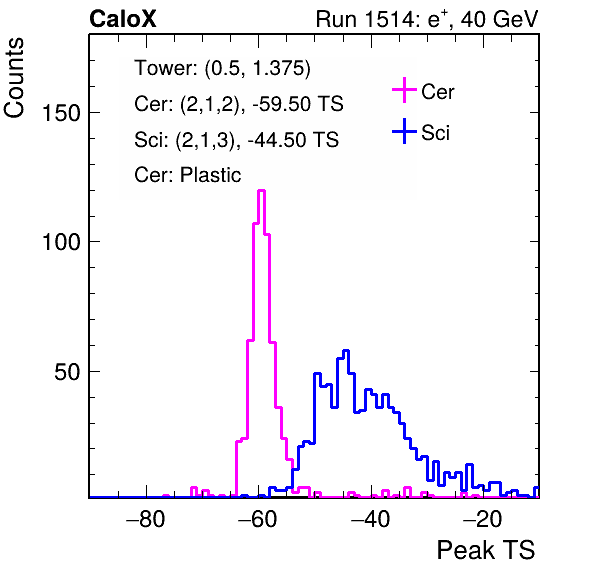 CaloX Run 1514: e⁺, 40 GeV
Counts
Tower: (0.5, 1.375)
Cer: (2,1,2), -59.50 TS
Sci: (2,1,3), -44.50 TS
Cer: Plastic
Cer
Sci
150
100
50
−80 −60 −40 −20
Peak TS